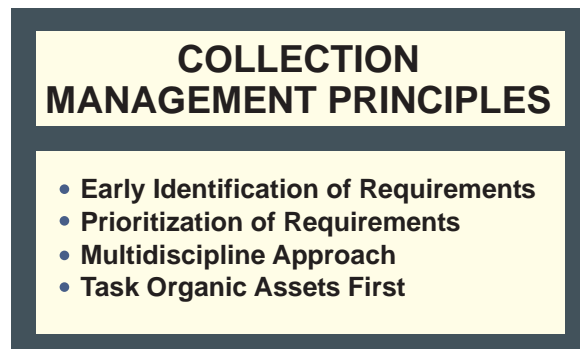 COLLECTION
MANAGEMENT PRINCIPLES
• Early Identification of Requirements
• Prioritization of Requirements
• Multidiscipline Approach
• Task Organic Assets First